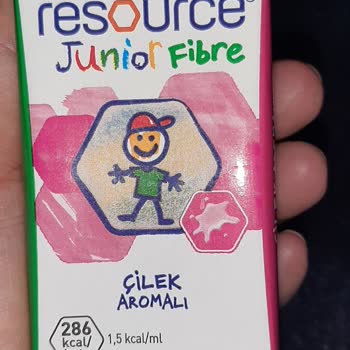 resource®
Junior Fibre
ÇİLEK
AROMALI
286
kcal/
1,5 kcal/ml